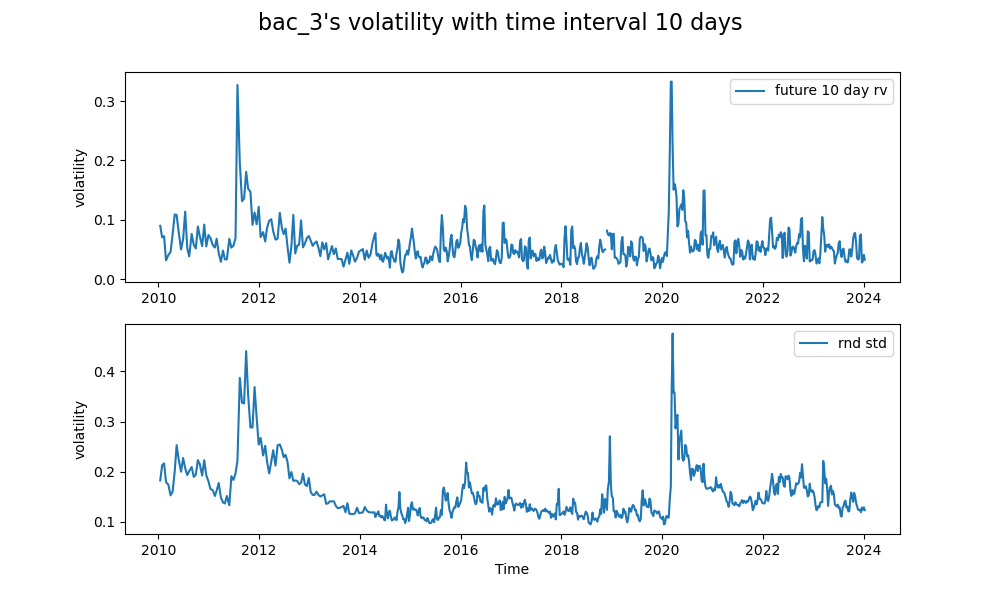 bac_3's volatility with time interval 10 days
future 10 day rv
volatility
0.3
0.2
0.1
0.0
2010 2012 2014 2016 2018 2020 2022 2024
rnd std
volatility
0.4
0.3
0.2
0.1
2010 2012 2014 2016 2018 2020 2022 2024
Time